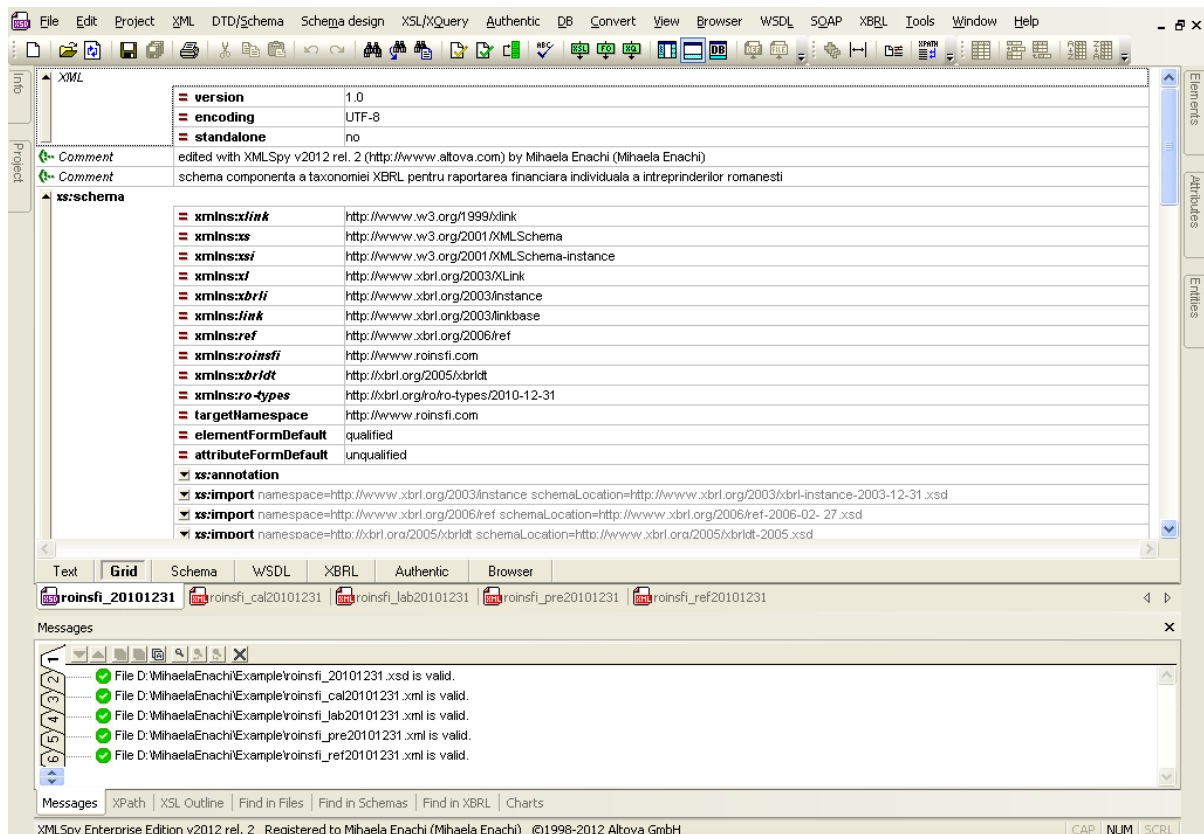 File Edit Project XML DTD/Schema Schema design XSL/XQuery Authentic DB Convert View Browser WSDL SOAP XBRL Tools Window Help
Info
Project
Elements
Attributes
Entities
XML
= version 1.0
= encoding UTF-8
= standalone no
Comment edited with XMLSpy v2012 rel. 2 (http://www.altova.com) by Mihaela Enachi (Mihaela Enachi)
Comment schema componenta a taxonomiei XBRL pentru raportarea financiara individuala a intreprinderilor romanesti
xs:schema
= xmlns:xlink http://www.w3.org/1999/xlink
= xmlns:xs http://www.w3.org/2001/XMLSchema
= xmlns:xsi http://www.w3.org/2001/XMLSchema-instance
= xmlns:xl http://www.xbrl.org/2003/XLink
= xmlns:xbrli http://www.xbrl.org/2003/instance
= xmlns:link http://www.xbrl.org/2003/linkbase
= xmlns:ref http://www.xbrl.org/2006/ref
= xmlns:roinsfi http://www.roinsfi.com
= xmlns:xbrldt http://xbrl.org/2005/xbrldt
= xmlns:ro-types http://xbrl.org/ro/ro-types/2010-12-31
= targetNamespace http://www.roinsfi.com
= elementFormDefault qualified
= attributeFormDefault unqualified
xs:annotation
xs:import namespace=http://www.xbrl.org/2003/instance schemaLocation=http://www.xbrl.org/2003/xbrl-instance-2003-12-31.xsd
xs:import namespace=http://www.xbrl.org/2006/ref schemaLocation=http://www.xbrl.org/2006/ref-2006-02- 27.xsd
xs:import namespace=http://xbrl.org/2005/xbrldt schemaLocation=http://www.xbrl.org/2005/xbrldt-2005.xsd
Text Grid Schema WSDL XBRL Authentic Browser
roinsfi_20101231 roinsfi_cal20101231 roinsfi_lab20101231 roinsfi_pre20101231 roinsfi_ref20101231
Messages
1 2 3 4 5 6
File D:\MihaelaEnachi\Example\roinsfi_20101231.xsd is valid.
File D:\MihaelaEnachi\Example\roinsfi_cal20101231.xml is valid.
File D:\MihaelaEnachi\Example\roinsfi_lab20101231.xml is valid.
File D:\MihaelaEnachi\Example\roinsfi_pre20101231.xml is valid.
File D:\MihaelaEnachi\Example\roinsfi_ref20101231.xml is valid.
Messages XPath XSL Outline Find in Files Find in Schemas Find in XBRL Charts
XMLSpy Enterprise Edition v2012 rel. 2 Registered to Mihaela Enachi (Mihaela Enachi) ©1998-2012 Altova GmbH CAP NUM SCRL